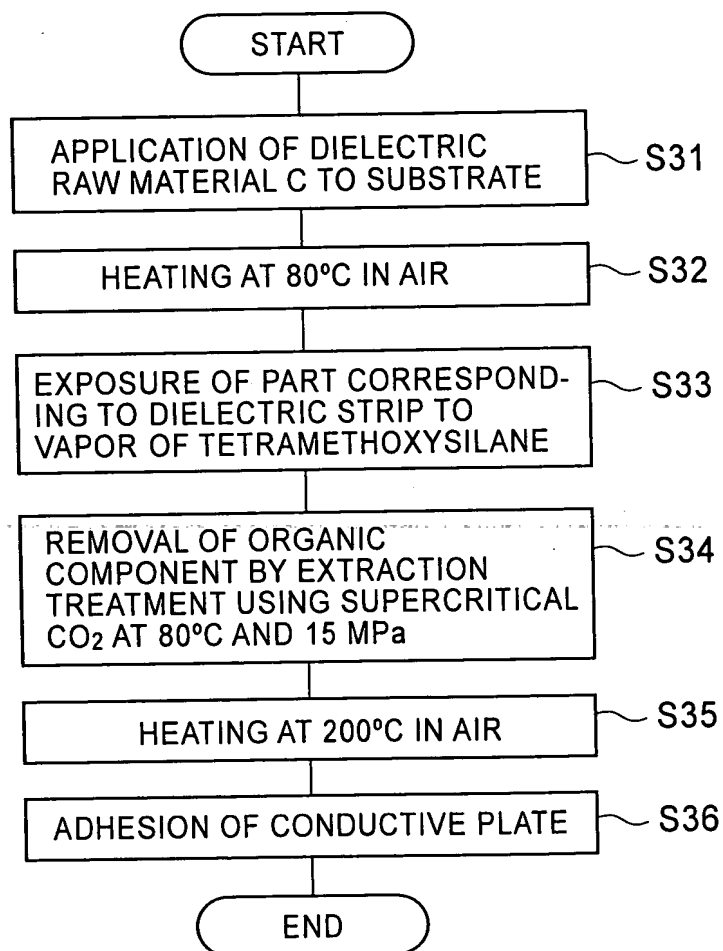 START
APPLICATION OF DIELECTRIC
RAW MATERIAL C TO SUBSTRATE
S31
HEATING AT 80ºC IN AIR
S32
EXPOSURE OF PART CORRESPOND-
ING TO DIELECTRIC STRIP TO
VAPOR OF TETRAMETHOXYSILANE
S33
REMOVAL OF ORGANIC
COMPONENT BY EXTRACTION
TREATMENT USING SUPERCRITICAL
CO₂ AT 80ºC AND 15 MPa
S34
HEATING AT 200ºC IN AIR
S35
ADHESION OF CONDUCTIVE PLATE
S36
END